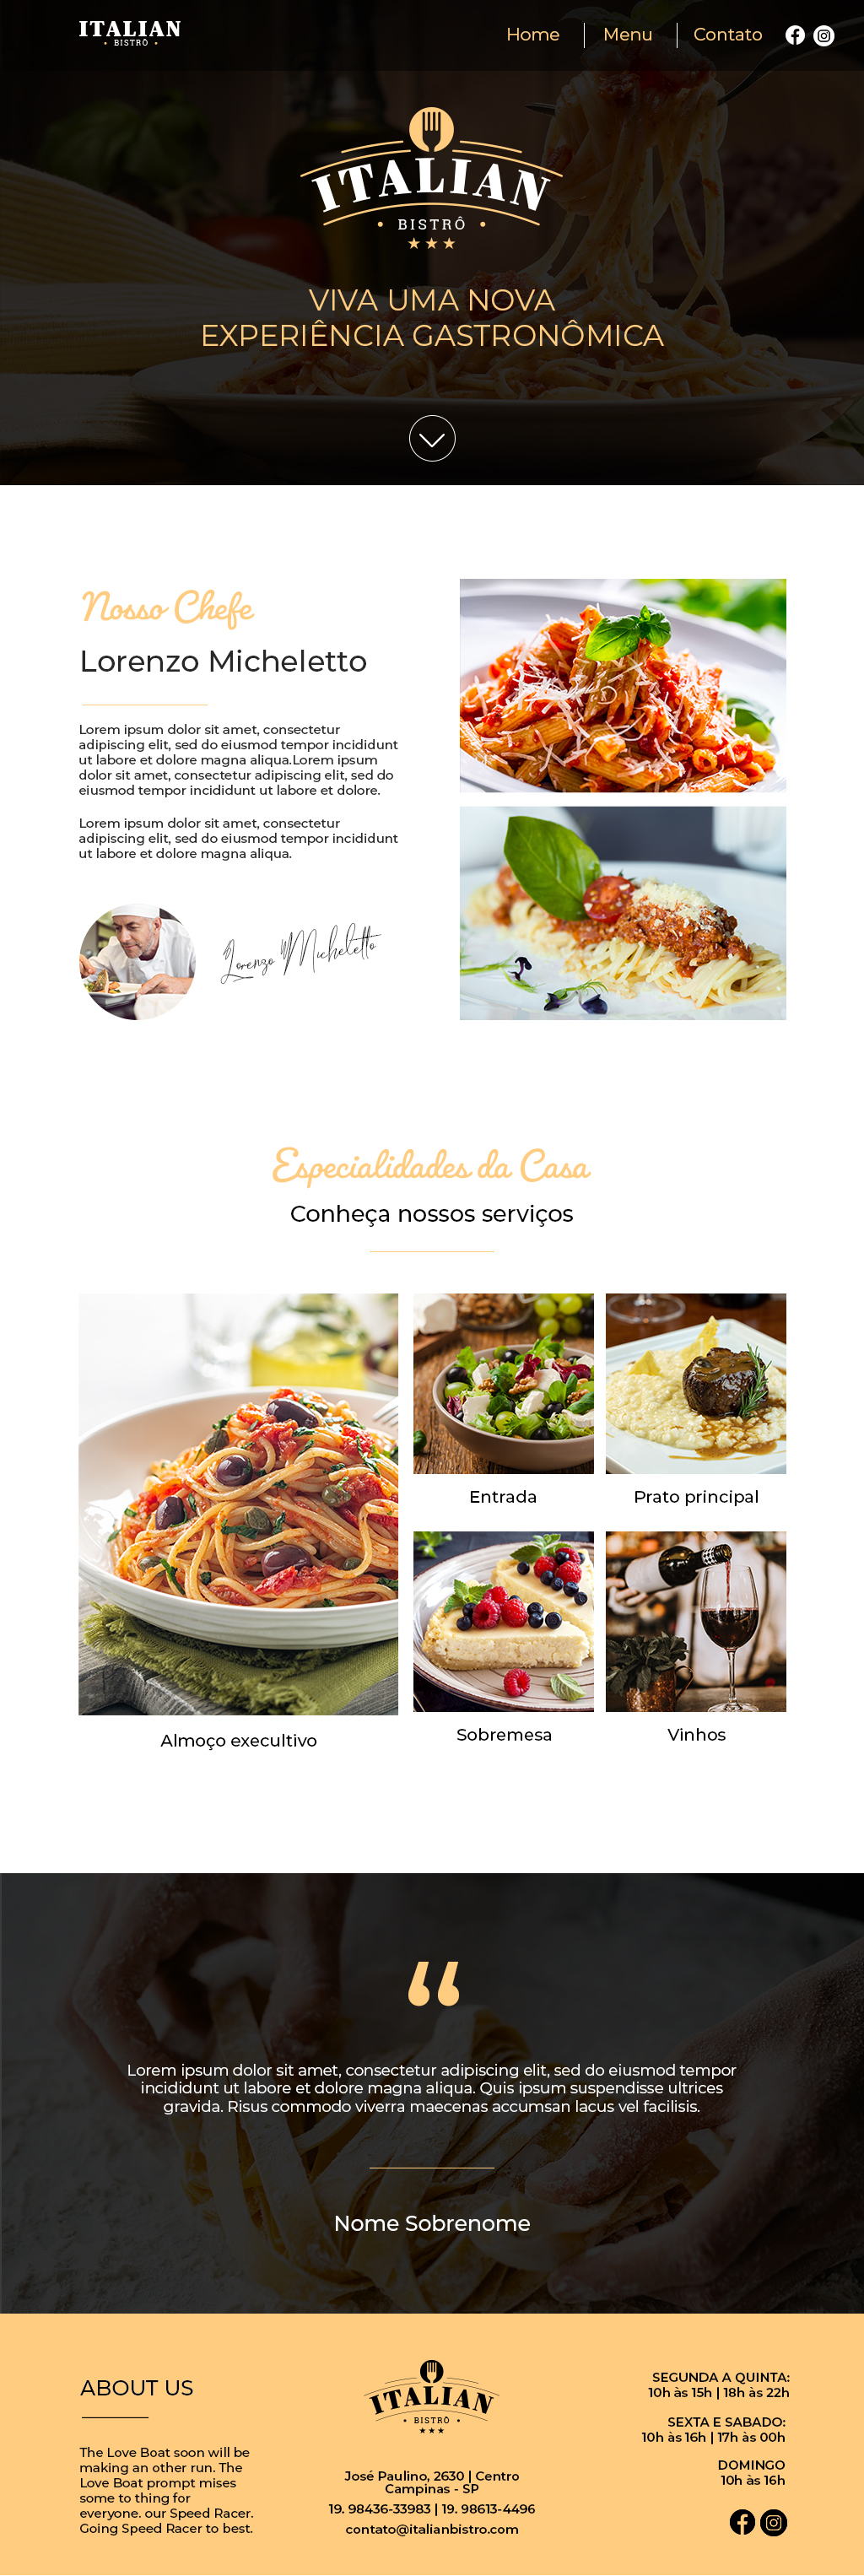 ITALIAN
BISTRÔ
Home
Menu
Contato
ITALIAN
BISTRÔ
VIVA UMA NOVA
EXPERIÊNCIA GASTRONÔMICA
Nosso Chefe
Lorenzo Micheletto
Lorem ipsum dolor sit amet, consectetur
adipiscing elit, sed do eiusmod tempor incididunt
ut labore et dolore magna aliqua.Lorem ipsum
dolor sit amet, consectetur adipiscing elit, sed do
eiusmod tempor incididunt ut labore et dolore.
Lorem ipsum dolor sit amet, consectetur
adipiscing elit, sed do eiusmod tempor incididunt
ut labore et dolore magna aliqua.
Lorenzo Micheletto
Especialidades da Casa
Conheça nossos serviços
Almoço execultivo
Entrada
Prato principal
Sobremesa
Vinhos
“
Lorem ipsum dolor sit amet, consectetur adipiscing elit, sed do eiusmod tempor
incididunt ut labore et dolore magna aliqua. Quis ipsum suspendisse ultrices
gravida. Risus commodo viverra maecenas accumsan lacus vel facilisis.
Nome Sobrenome
ABOUT US
The Love Boat soon will be
making an other run. The
Love Boat prompt mises
some to thing for
everyone. our Speed Racer.
Going Speed Racer to best.
ITALIAN
BISTRÔ
José Paulino, 2630 | Centro
Campinas - SP
19. 98436-33983 | 19. 98613-4496
contato@italianbistro.com
SEGUNDA A QUINTA:
10h às 15h | 18h às 22h
SEXTA E SABADO:
10h às 16h | 17h às 00h
DOMINGO
10h às 16h